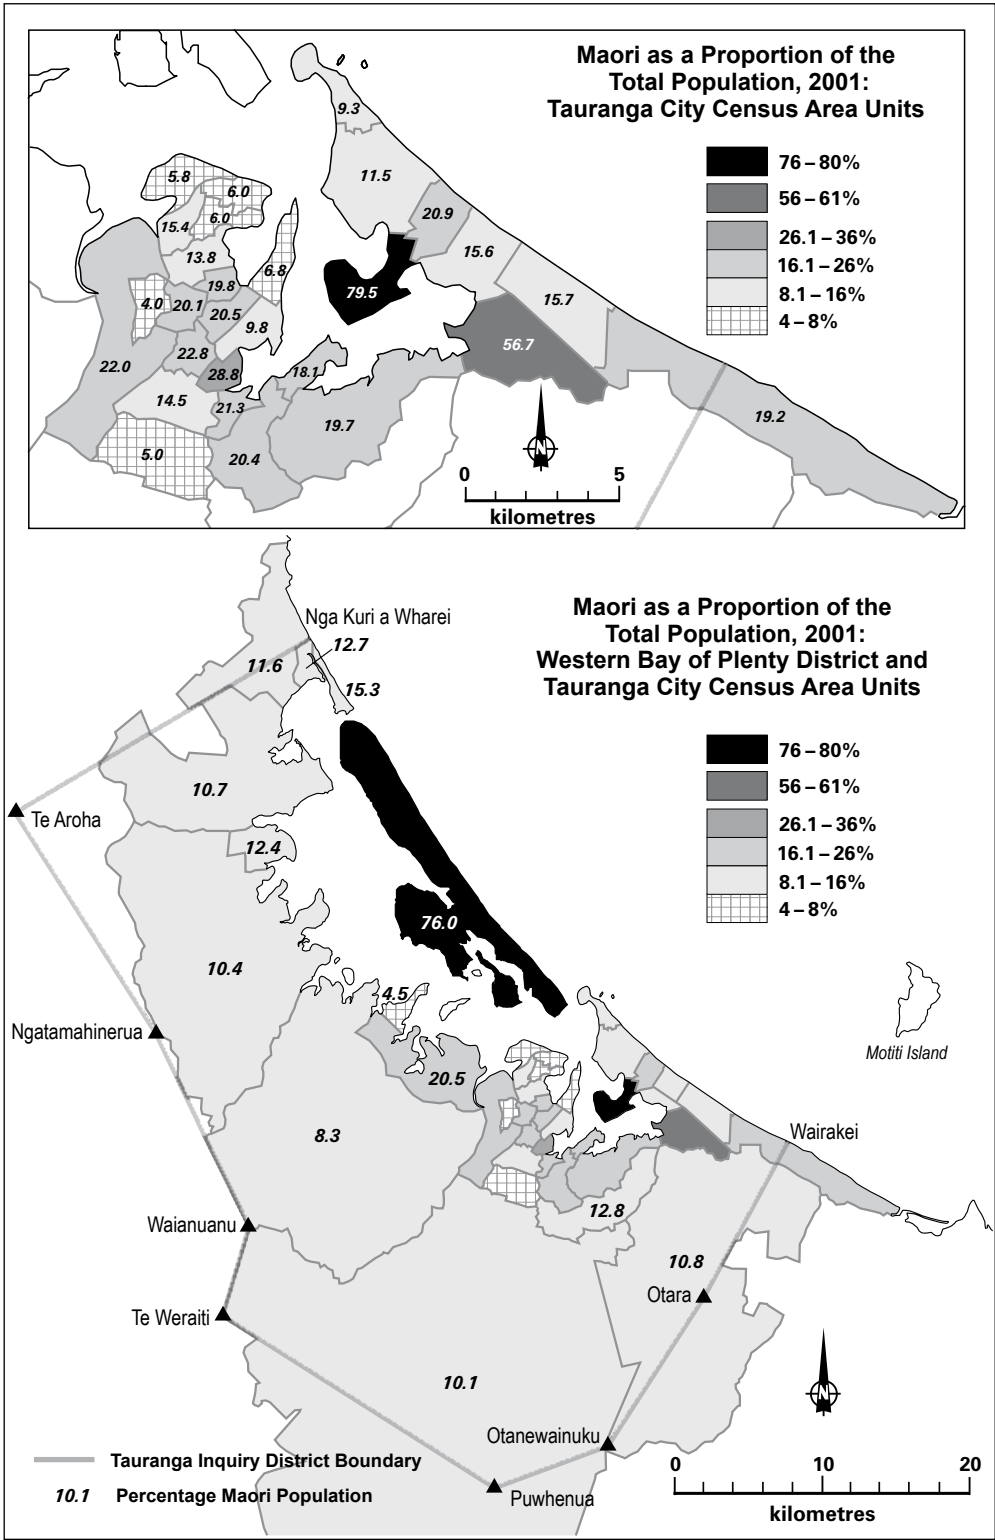 Maori as a Proportion of the
Total Population, 2001:
Tauranga City Census Area Units
76 – 80%
56 – 61%
26.1 – 36%
16.1 – 26%
8.1 – 16%
4 – 8%
9.3
11.5
5.8
6.0
20.9
15.4
6.0
15.6
13.8
6.8
19.8
79.5
15.7
4.0
20.1
20.5
9.8
56.7
22.8
22.0
28.8
18.1
14.5
21.3
19.2
19.7
5.0
20.4
N
0 5
kilometres
Maori as a Proportion of the
Total Population, 2001:
Western Bay of Plenty District and
Tauranga City Census Area Units
76 – 80%
56 – 61%
26.1 – 36%
16.1 – 26%
8.1 – 16%
4 – 8%
Nga Kuri a Wharei
12.7
11.6
15.3
10.7
Te Aroha
12.4
76.0
10.4
4.5
Ngatamahinerua
Motiti Island
20.5
8.3
Wairakei
12.8
Waianuanu
10.8
Otara
Te Weraiti
10.1
N
Otanewainuku
Tauranga Inquiry District Boundary
10.1 Percentage Maori Population
Puwhenua
0 10 20
kilometres